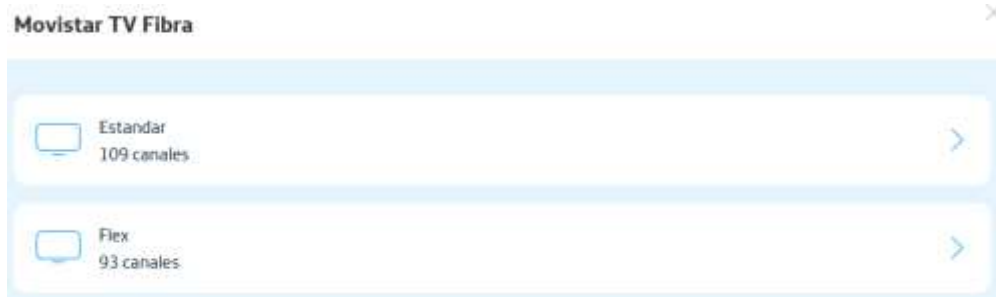 Movistar TV Fibra
Estandar
109 canales
Flex
93 canales